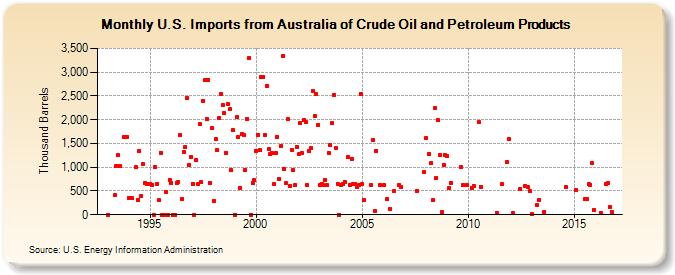 Monthly U.S. Imports from Australia of Crude Oil and Petroleum Products
Thousand Barrels
3,500
3,000
2,500
2,000
1,500
1,000
500
0
1995 2000 2005 2010 2015
Source: U.S. Energy Information Administration